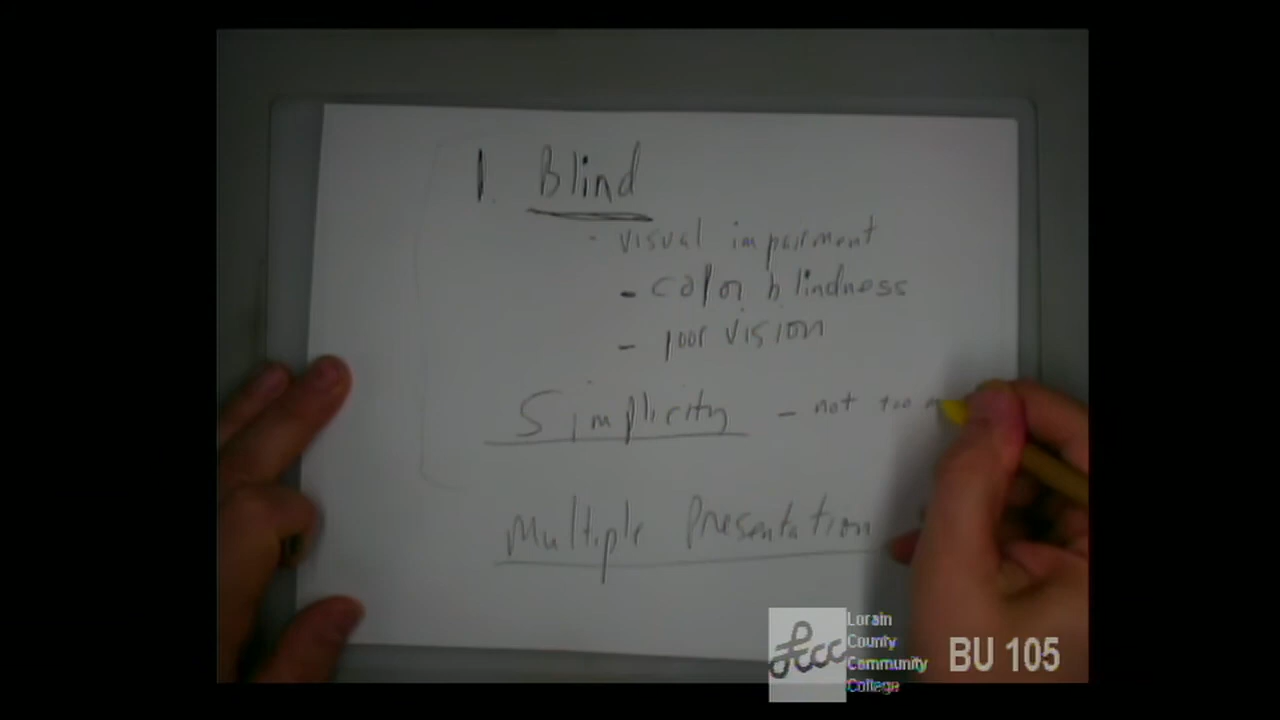 1. Blind
- visual impairment
- color blindness
- poor vision
Simplicity - not too
Multiple Presentation
Lorain
County
Community
College
lccc
BU 105